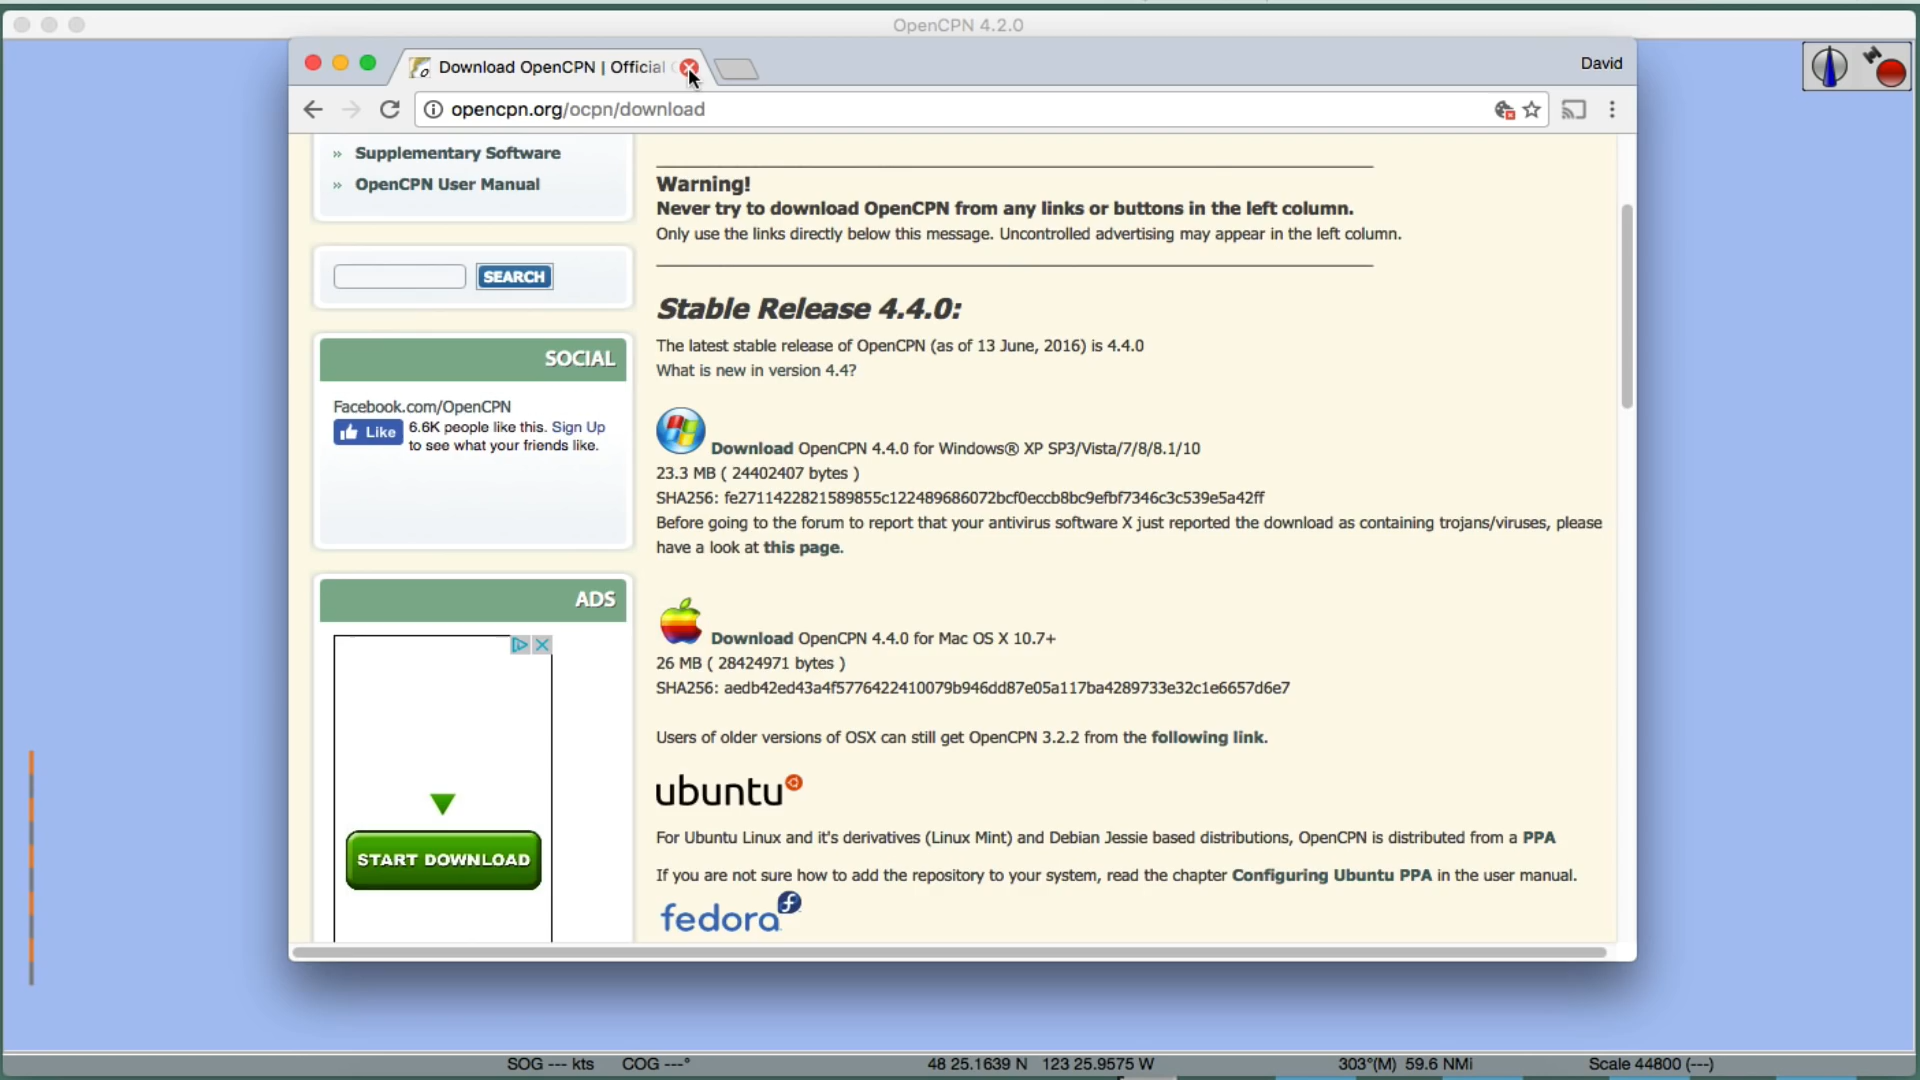 OpenCPN 4.2.0
Download OpenCPN | Official
David
opencpn.org/ocpn/download
» Supplementary Software
» OpenCPN User Manual
SEARCH
SOCIAL
Facebook.com/OpenCPN
Like 6.6K people like this. Sign Up
to see what your friends like.
ADS
START DOWNLOAD
Warning!
Never try to download OpenCPN from any links or buttons in the left column.
Only use the links directly below this message. Uncontrolled advertising may appear in the left column.
Stable Release 4.4.0:
The latest stable release of OpenCPN (as of 13 June, 2016) is 4.4.0
What is new in version 4.4?
Download OpenCPN 4.4.0 for Windows® XP SP3/Vista/7/8/8.1/10
23.3 MB ( 24402407 bytes )
SHA256: fe2711422821589855c122489686072bcf0eccb8bc9efbf7346c3c539e5a42ff
Before going to the forum to report that your antivirus software X just reported the download as containing trojans/viruses, please
have a look at this page.
Download OpenCPN 4.4.0 for Mac OS X 10.7+
26 MB ( 28424971 bytes )
SHA256: aedb42ed43a4f5776422410079b946dd87e05a117ba4289733e32c1e6657d6e7
Users of older versions of OSX can still get OpenCPN 3.2.2 from the following link.
ubuntu
For Ubuntu Linux and it's derivatives (Linux Mint) and Debian Jessie based distributions, OpenCPN is distributed from a PPA
If you are not sure how to add the repository to your system, read the chapter Configuring Ubuntu PPA in the user manual.
fedora
SOG --- kts COG ---° 48 25.1639 N 123 25.9575 W 303°(M) 59.6 NMi Scale 44800 (---)